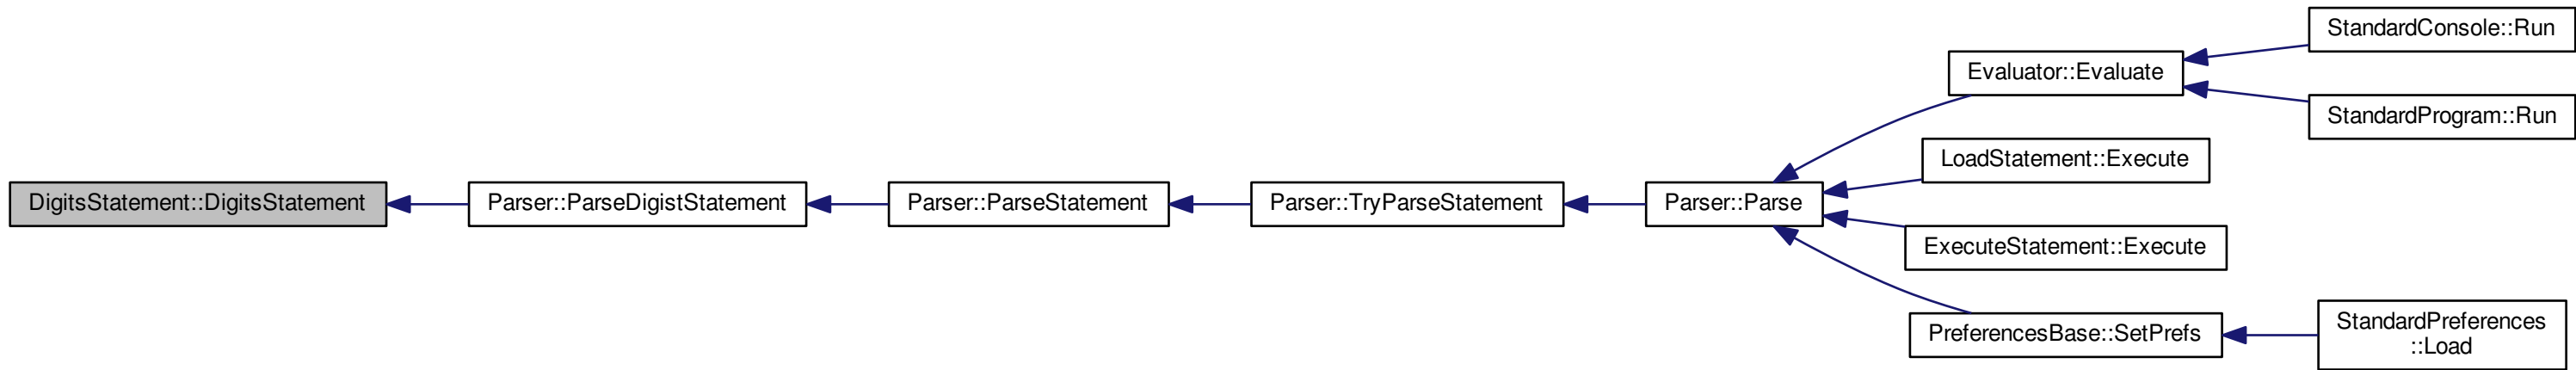 DigitsStatement::DigitsStatement
Parser::ParseDigistStatement
Parser::ParseStatement
Parser::TryParseStatement
Parser::Parse
Evaluator::Evaluate
StandardConsole::Run
StandardProgram::Run
LoadStatement::Execute
ExecuteStatement::Execute
PreferencesBase::SetPrefs
StandardPreferences
::Load